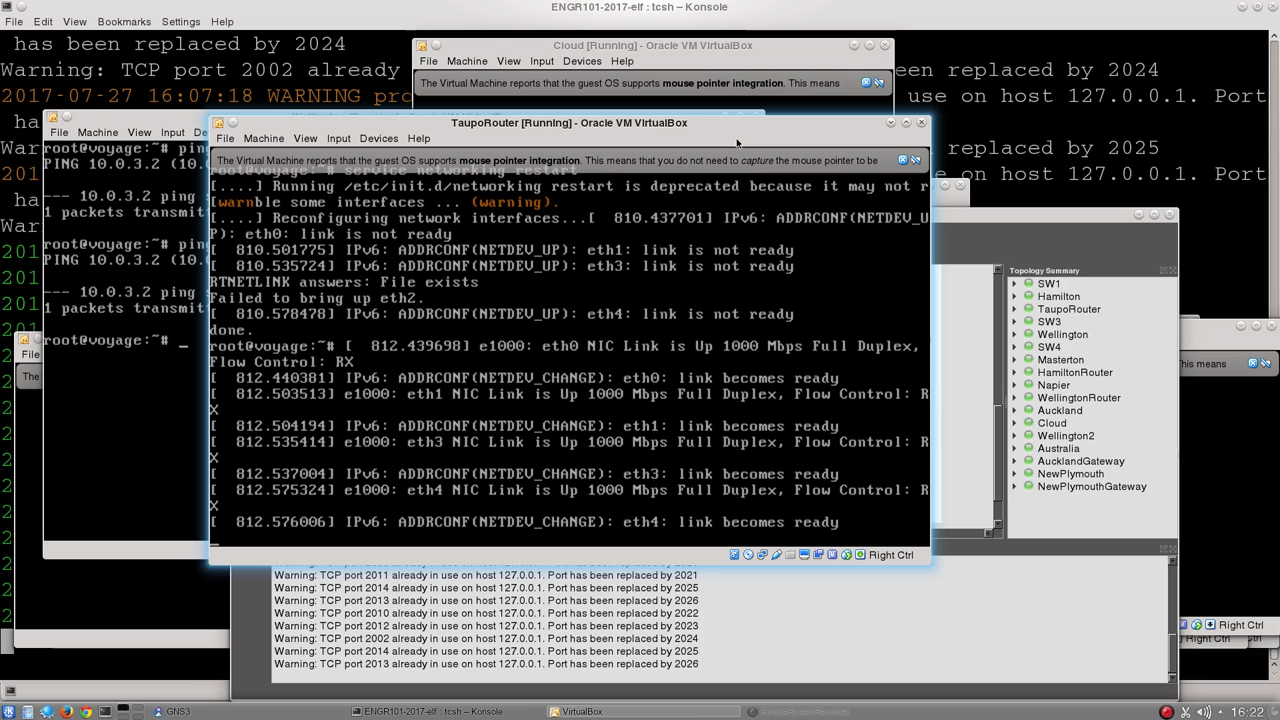 ENGR101-2017-elf : tcsh – Konsole
File Edit View Bookmarks Settings Help
has been replaced by 2024
Warning: TCP port 2002 already
een replaced by 2024
2017-07-27 16:07:18 WARNING pro
use on host 127.0.0.1. Port
ha
Warning
replaced by 2025
201
use on host 127.0.0.1. Port
ha
War
201
Cloud [Running] - Oracle VM VirtualBox
File Machine View Input Devices Help
The Virtual Machine reports that the guest OS supports mouse pointer integration. This means
File Machine View Input D
root@voyage:~# ping
PING 10.0.3.2 (10.
--- 10.0.3.2 ping s
1 packets transmit
root@voyage:~# ping
PING 10.0.3.2 (10.
--- 10.0.3.2 ping s
1 packets transmit
root@voyage:~# _
File
The
TaupoRouter [Running] - Oracle VM VirtualBox
File Machine View Input Devices Help
The Virtual Machine reports that the guest OS supports mouse pointer integration. This means that you do not need to capture the mouse pointer to be
root@voyage:~# service networking restart
[....] Running /etc/init.d/networking restart is deprecated because it may not r
[warnble some interfaces ... (warning).
[....] Reconfiguring network interfaces...[  810.437701] IPv6: ADDRCONF(NETDEV_U
P): eth0: link is not ready
[  810.501775] IPv6: ADDRCONF(NETDEV_UP): eth1: link is not ready
[  810.535724] IPv6: ADDRCONF(NETDEV_UP): eth3: link is not ready
RTNETLINK answers: File exists
Failed to bring up eth2.
[  810.578478] IPv6: ADDRCONF(NETDEV_UP): eth4: link is not ready
done.
root@voyage:~# [  812.439698] e1000: eth0 NIC Link is Up 1000 Mbps Full Duplex,
Flow Control: RX
[  812.440381] IPv6: ADDRCONF(NETDEV_CHANGE): eth0: link becomes ready
[  812.503513] e1000: eth1 NIC Link is Up 1000 Mbps Full Duplex, Flow Control: R
X
[  812.504194] IPv6: ADDRCONF(NETDEV_CHANGE): eth1: link becomes ready
[  812.535414] e1000: eth3 NIC Link is Up 1000 Mbps Full Duplex, Flow Control: R
X
[  812.537004] IPv6: ADDRCONF(NETDEV_CHANGE): eth3: link becomes ready
[  812.575324] e1000: eth4 NIC Link is Up 1000 Mbps Full Duplex, Flow Control: R
X
[  812.576006] IPv6: ADDRCONF(NETDEV_CHANGE): eth4: link becomes ready
Right Ctrl
Topology Summary
SW1
Hamilton
TaupoRouter
SW3
Wellington
SW4
Masterton
HamiltonRouter
Napier
WellingtonRouter
Auckland
Cloud
Wellington2
Australia
AucklandGateway
NewPlymouth
NewPlymouthGateway
his means
Right Ctrl
Right Ctrl
Ctrl
Warning: TCP port 2011 already in use on host 127.0.0.1. Port has been replaced by 2021
Warning: TCP port 2014 already in use on host 127.0.0.1. Port has been replaced by 2025
Warning: TCP port 2013 already in use on host 127.0.0.1. Port has been replaced by 2026
Warning: TCP port 2010 already in use on host 127.0.0.1. Port has been replaced by 2022
Warning: TCP port 2012 already in use on host 127.0.0.1. Port has been replaced by 2023
Warning: TCP port 2002 already in use on host 127.0.0.1. Port has been replaced by 2024
Warning: TCP port 2014 already in use on host 127.0.0.1. Port has been replaced by 2025
Warning: TCP port 2013 already in use on host 127.0.0.1. Port has been replaced by 2026
GNS3
ENGR101-2017-elf : tcsh – Konsole
VirtualBox
SimpleScreenRecorder
16:22